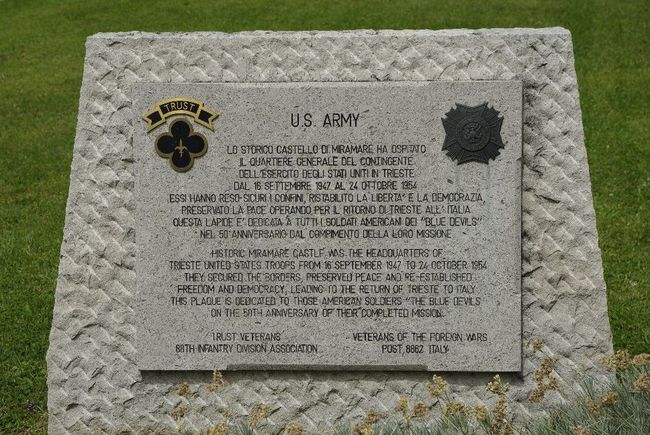 TRUST
U.S. ARMY
LO STORICO CASTELLO DI MIRAMARE HA OSPITATO
IL QUARTIERE GENERALE DEL CONTINGENTE
DELL'ESERCITO DEGLI STATI UNITI IN TRIESTE
DAL 16 SETTEMBRE 1947 AL 24 OTTOBRE 1954
ESSI HANNO RESO SICURI I CONFINI, RISTABILITO LA LIBERTA' E LA DEMOCRAZIA,
PRESERVATO LA PACE OPERANDO PER IL RITORNO DI TRIESTE ALL' ITALIA.
QUESTA LAPIDE E' DEDICATA A TUTTI I SOLDATI AMERICANI DEI "BLUE DEVILS"
NEL 50°ANNIVERSARIO DAL COMPIMENTO DELLA LORO MISSIONE
HISTORIC MIRAMARE CASTLE WAS THE HEADQUARTERS OF
TRIESTE UNITED STATES TROOPS FROM 16 SEPTEMBER 1947 TO 24 OCTOBER 1954
THEY SECURED THE BORDERS, PRESERVED PEACE AND RE-ESTABLISHED
FREEDOM AND DEMOCRACY, LEADING TO THE RETURN OF TRIESTE TO ITALY
THIS PLAQUE IS DEDICATED TO THOSE AMERICAN SOLDIERS "THE BLUE DEVILS
ON THE 50TH ANNIVERSARY OF THEIR COMPLETED MISSION.
TRUST VETERANS
88TH INFANTRY DIVISION ASSOCIATION
VETERANS OF THE FOREIGN WARS
POST 8862 ITALY